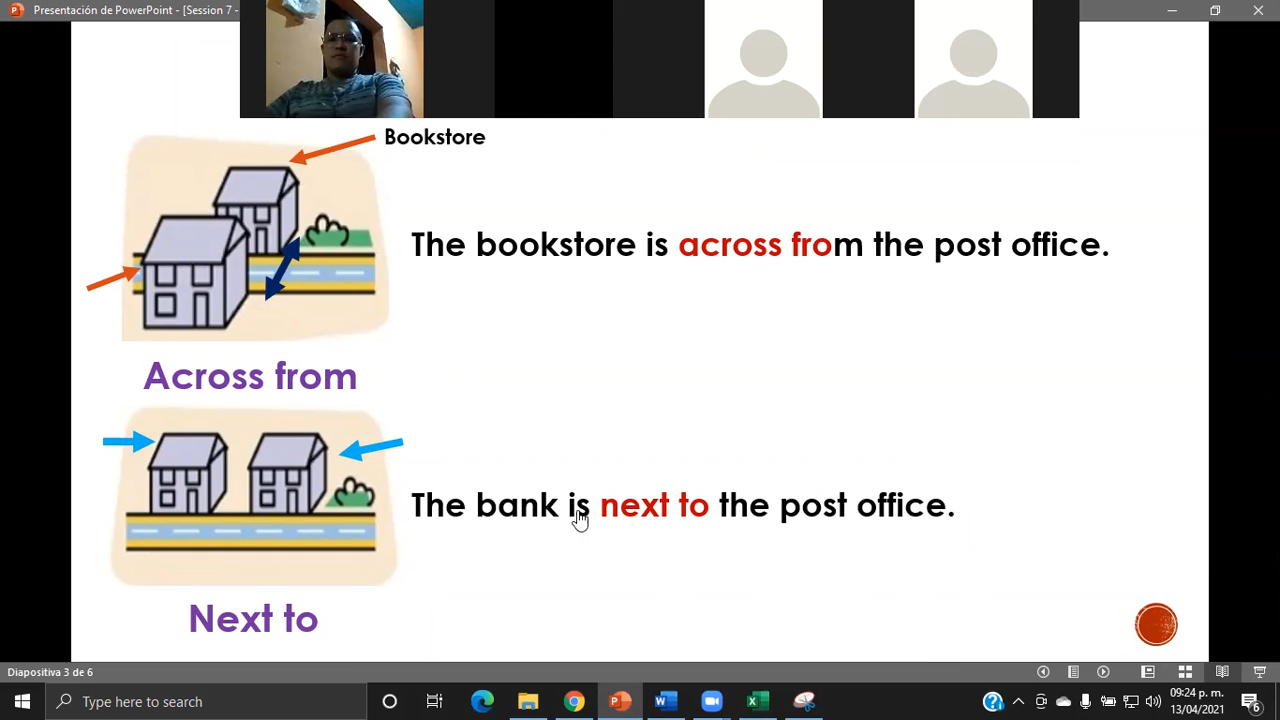 Presentación de PowerPoint - [Session 7 -
Bookstore
The bookstore is across from the post office.
Across from
The bank is next to the post office.
Next to
Diapositiva 3 de 6
Type here to search
09:24 p. m.
13/04/2021
6